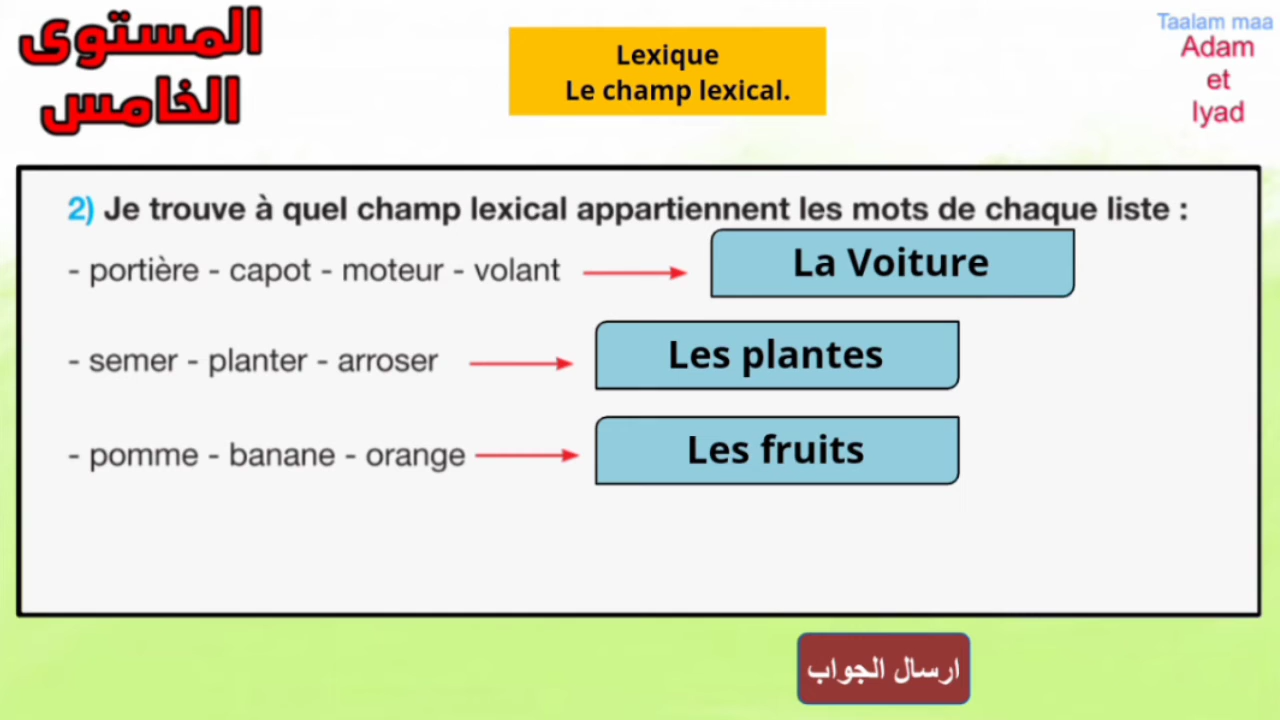 المستوى
الخامس
Lexique
Le champ lexical.
Taalam maa
Adam
et
Iyad
2) Je trouve à quel champ lexical appartiennent les mots de chaque liste :
- portière - capot - moteur - volant
La Voiture
- semer - planter - arroser
Les plantes
- pomme - banane - orange
Les fruits
ارسال الجواب